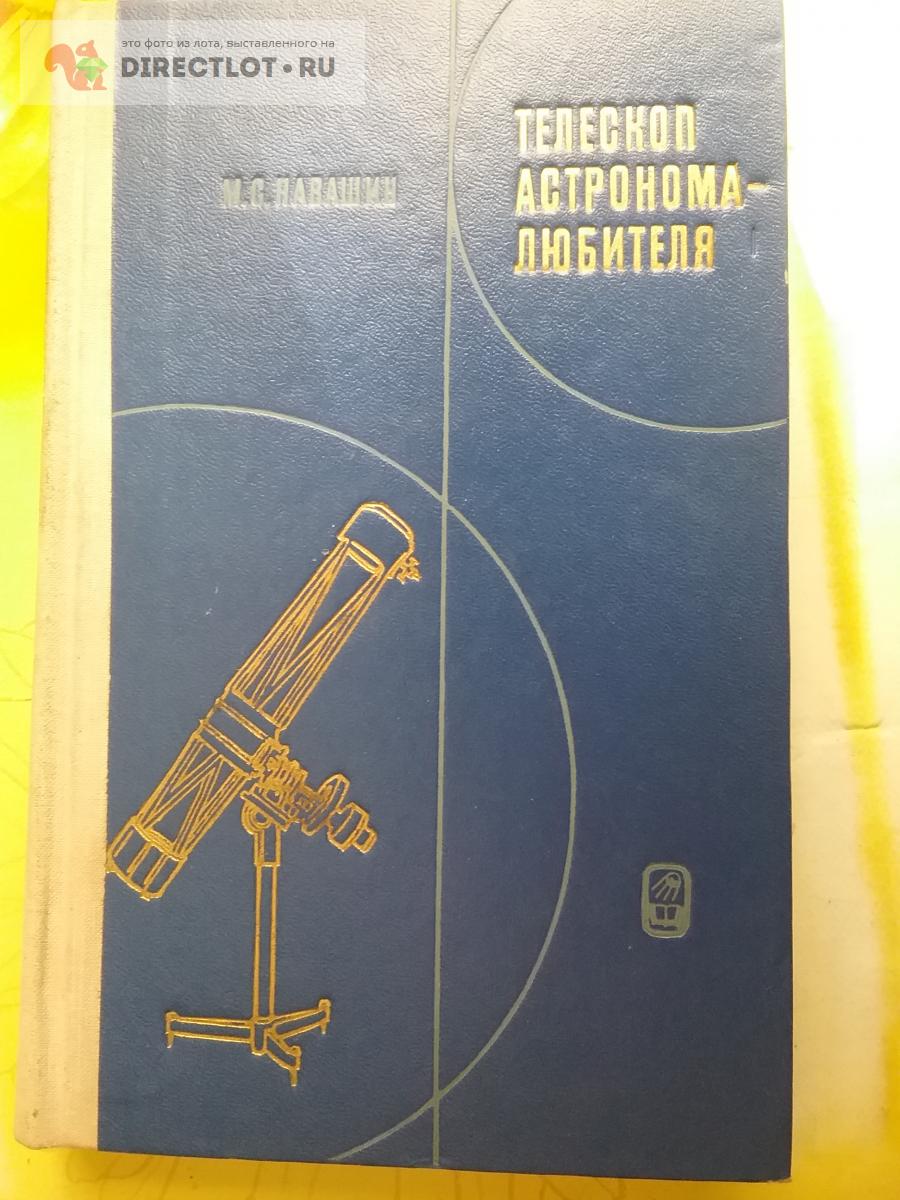 это фото из лота, выставленного на
DIRECTLOT.RU
М.С.НАВАШИН
ТЕЛЕСКОП
АСТРОНОМА-
ЛЮБИТЕЛЯ